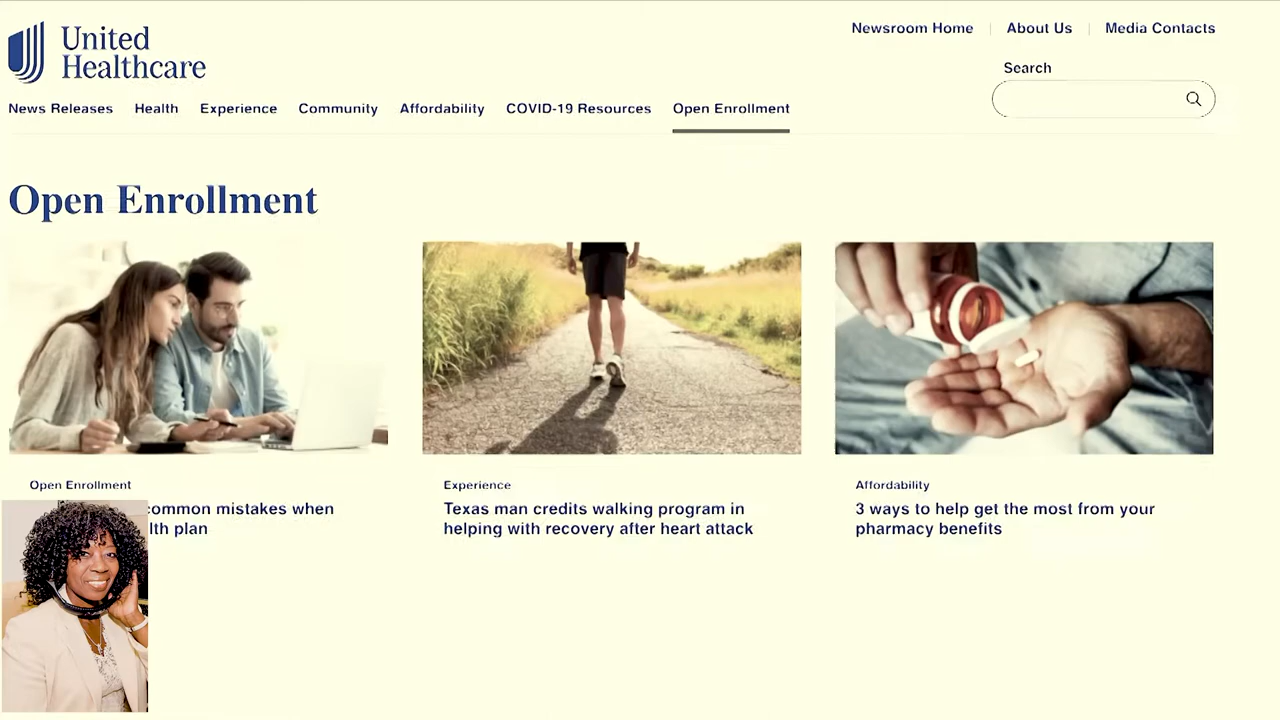 United
Healthcare
Newsroom Home
About Us
Media Contacts
Search
News Releases
Health
Experience
Community
Affordability
COVID-19 Resources
Open Enrollment
Open Enrollment
Open Enrollment
common mistakes when
plan
Experience
Texas man credits walking program in
helping with recovery after heart attack
Affordability
3 ways to help get the most from your
pharmacy benefits